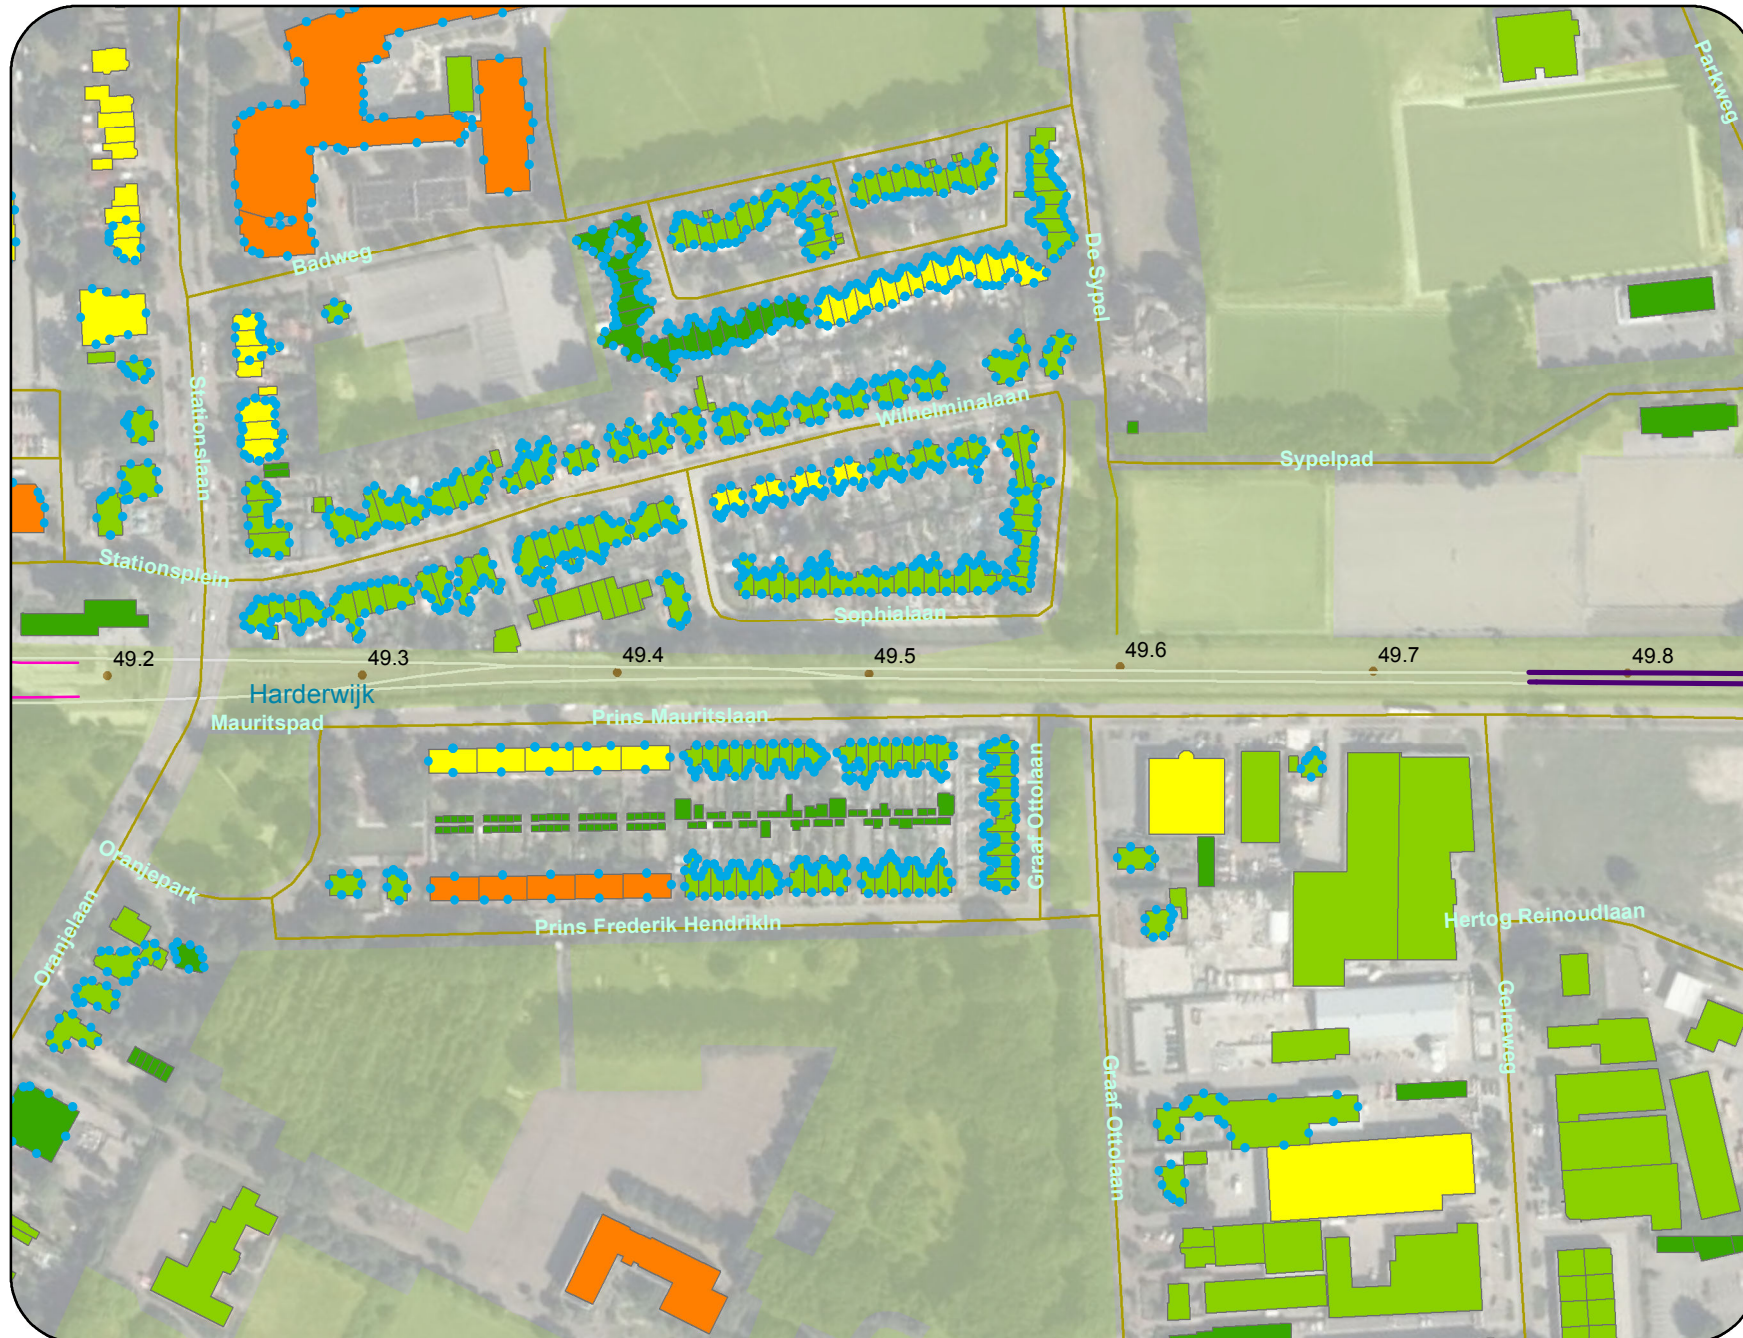 Parkweg
Badweg
De Sypel
Stationslaan
Wilhelminalaan
Sypelpad
Stationsplein
Sophialaan
49.2
49.3
49.4
49.5
49.6
49.7
49.8
Harderwijk
Mauritspad
Prins Mauritslaan
Graaf Ottolaan
Oranjepark
Oranjelaan
Prins Frederik Hendrikln
Hertog Reinoudlaan
Gelreweg
Graaf Ottolaan